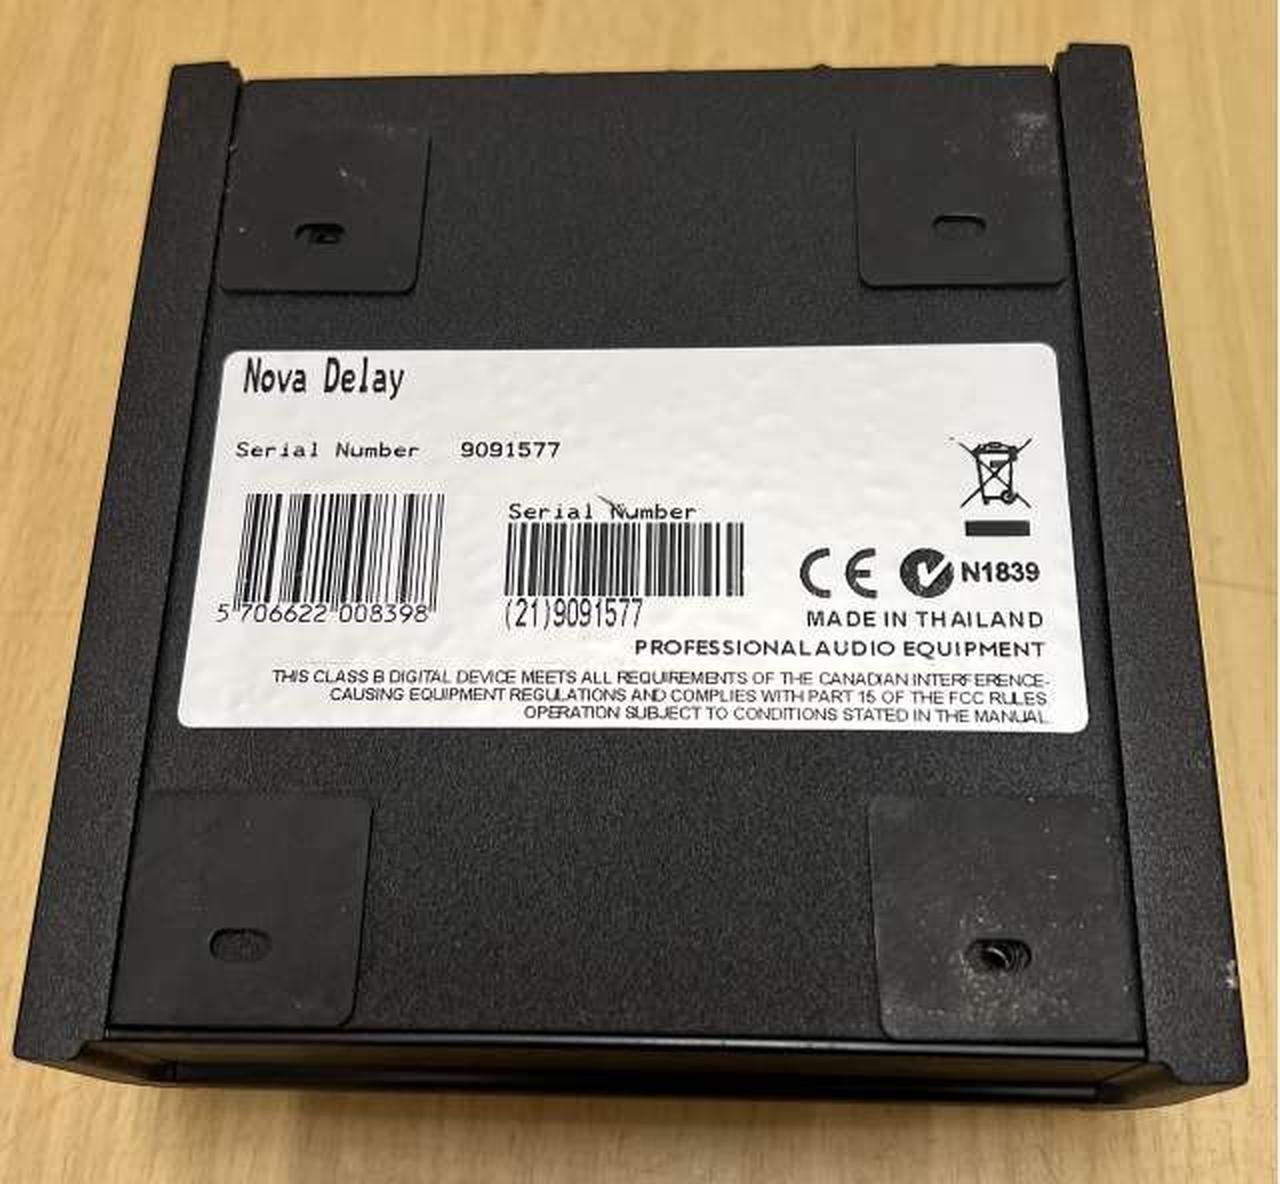 Nova Delay
Serial Number 9091577
Serial Number
5 706622 008398
(21)9091577
CE N1839
MADE IN THAILAND
PROFESSIONAL AUDIO EQUIPMENT
THIS CLASS B DIGITAL DEVICE MEETS ALL REQUIREMENTS OF THE CANADIAN INTERFERENCE-
CAUSING EQUIPMENT REGULATIONS AND COMPLIES WITH PART 15 OF THE FCC RULES
OPERATION SUBJECT TO CONDITIONS STATED IN THE MANUAL.